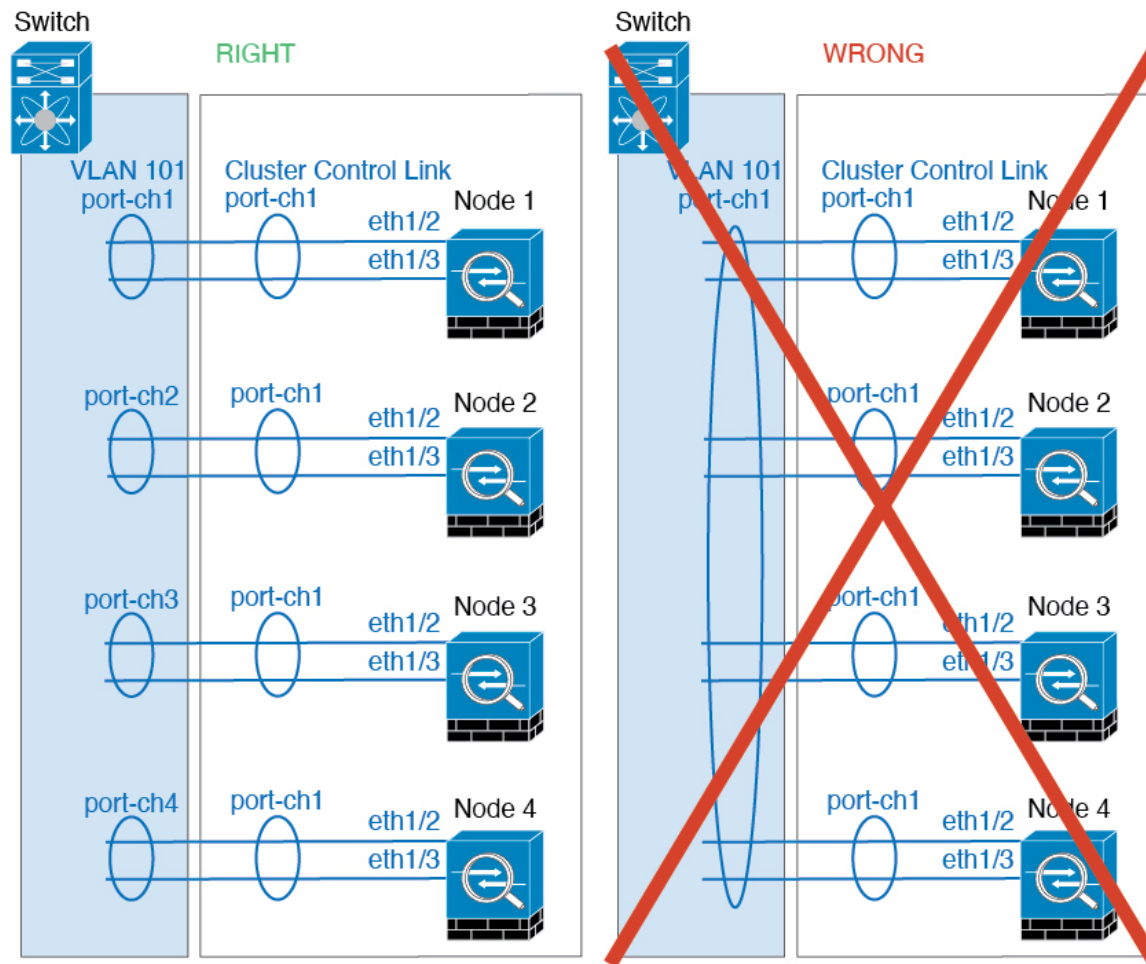 Switch
RIGHT
VLAN 101
port-ch1
Cluster Control Link
port-ch1
eth1/2
eth1/3
Node 1
port-ch2
port-ch1
eth1/2
eth1/3
Node 2
port-ch3
port-ch1
eth1/2
eth1/3
Node 3
port-ch4
port-ch1
eth1/2
eth1/3
Node 4
Switch
WRONG
VLAN 101
port-ch1
Cluster Control Link
port-ch1
eth1/2
eth1/3
Node 1
port-ch1
eth1/2
eth1/3
Node 2
port-ch1
eth1/2
eth1/3
Node 3
port-ch1
eth1/2
eth1/3
Node 4